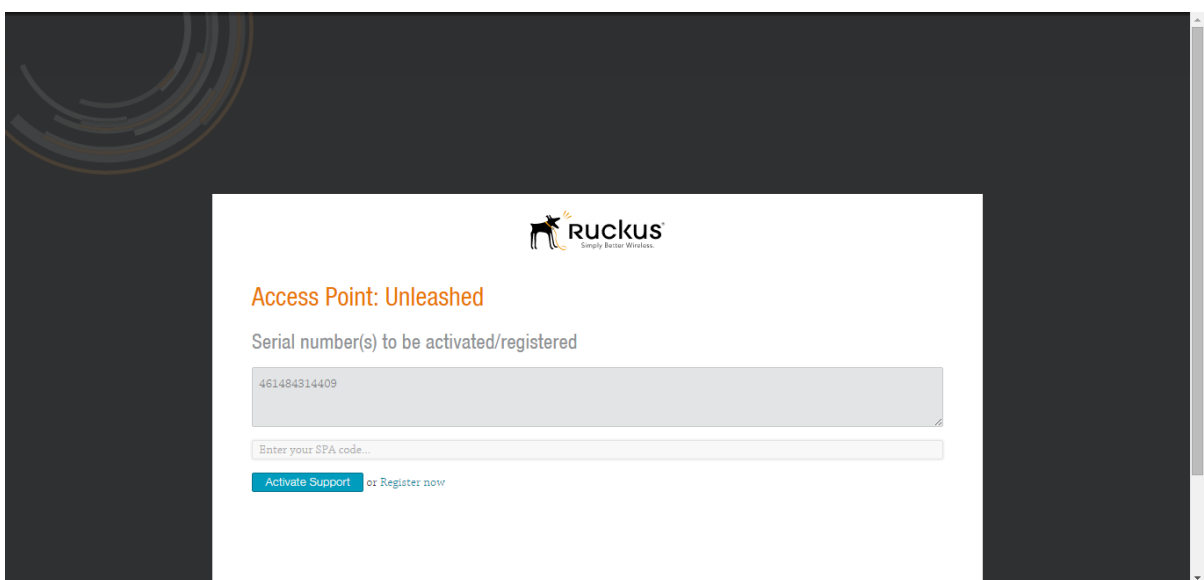 Ruckus
Simply Better Wireless.
Access Point: Unleashed
Serial number(s) to be activated/registered
461484314409
Enter your SPA code...
Activate Support or Register now